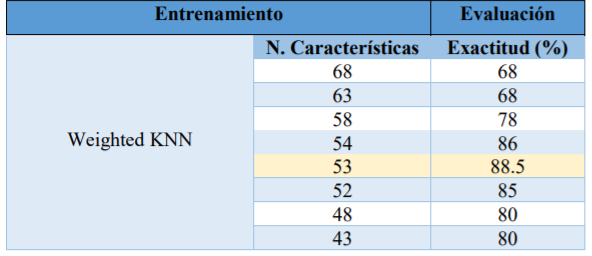 Entrenamiento Evaluación
N. Características Exactitud (%)
68 68
63 68
58 78
Weighted KNN 54 86
53 88.5
52 85
48 80
43 80